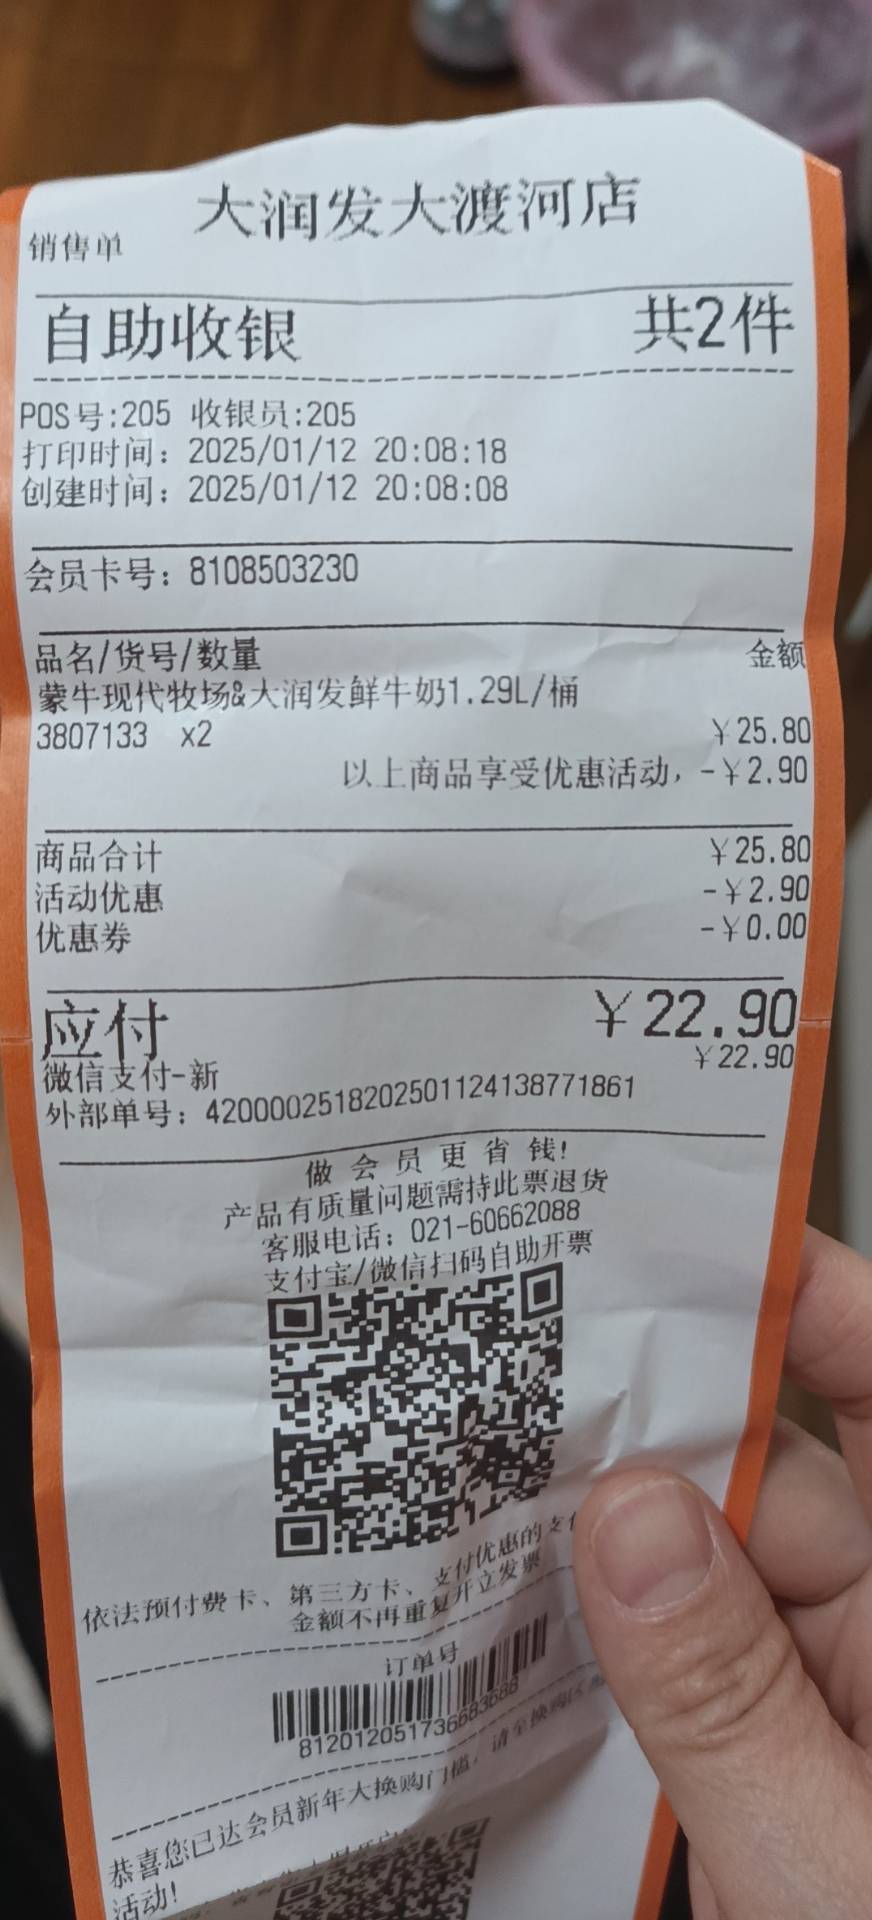 大润发大渡河店
销售单
自助收银 共2件
POS号:205 收银员:205
打印时间：2025/01/12 20:08:18
创建时间：2025/01/12 20:08:08
会员卡号：8108503230
品名/货号/数量 金额
蒙牛现代牧场&大润发鲜牛奶1.29L/桶
3807133 x2 ￥25.80
以上商品享受优惠活动，-￥2.90
商品合计 ￥25.80
活动优惠 -￥2.90
优惠券 -￥0.00
应付 ￥22.90
微信支付-新 ￥22.90
外部单号：4200002518202501124138771861
做会员更省钱!
产品有质量问题需持此票退货
客服电话：021-60662088
支付宝/微信扫码自助开票
依法预付费卡、第三方卡、支付优惠的支
金额不再重复开立发票
订单号
812012051736683688
恭喜您已达会员新年大换购门槛，请至换购区
活动!